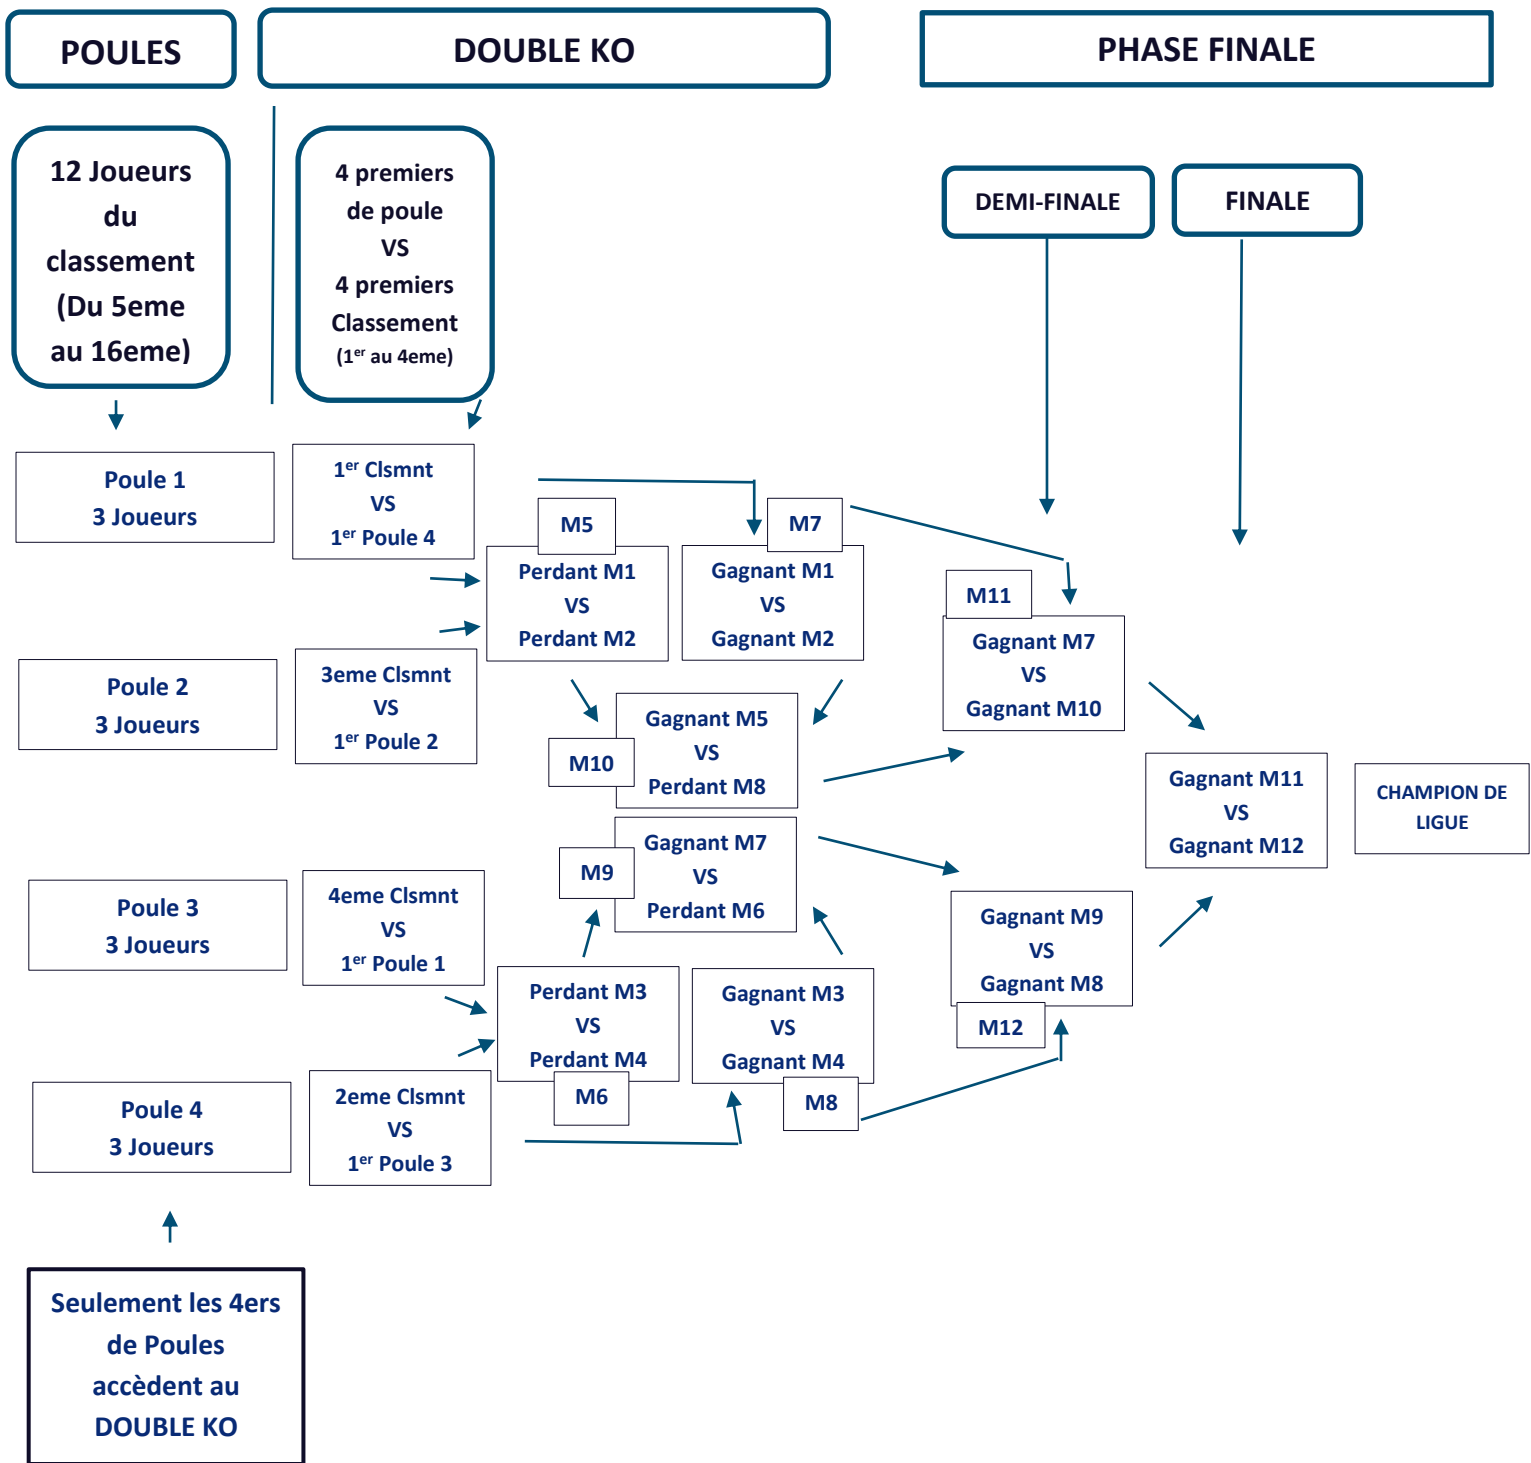 POULES
DOUBLE KO
PHASE FINALE
12 Joueurs
du
classement
(Du 5eme
au 16eme)
4 premiers
de poule
VS
4 premiers
Classement
(1er au 4eme)
DEMI-FINALE
FINALE
Poule 1
3 Joueurs
1er Clsmnt
VS
1er Poule 4
M5
Perdant M1
VS
Perdant M2
M7
Gagnant M1
VS
Gagnant M2
M11
Gagnant M7
VS
Gagnant M10
Poule 2
3 Joueurs
3eme Clsmnt
VS
1er Poule 2
M10
Gagnant M5
VS
Perdant M8
Gagnant M11
VS
Gagnant M12
CHAMPION DE
LIGUE
M9
Gagnant M7
VS
Perdant M6
Poule 3
3 Joueurs
4eme Clsmnt
VS
1er Poule 1
Perdant M3
VS
Perdant M4
M6
Gagnant M3
VS
Gagnant M4
M8
Gagnant M9
VS
Gagnant M8
M12
Poule 4
3 Joueurs
2eme Clsmnt
VS
1er Poule 3
Seulement les 4ers
de Poules
accèdent au
DOUBLE KO